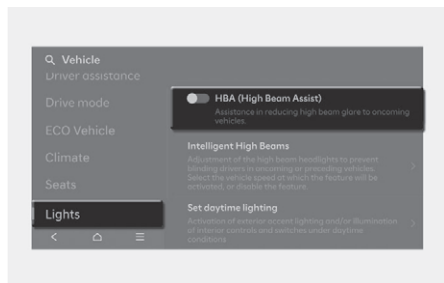 Vehicle
Driver assistance
Drive mode
ECO Vehicle
Climate
Seats
Lights
HBA (High Beam Assist)
Assistance in reducing high beam glare to oncoming
vehicles.
Intelligent High Beams
Adjustment of the high beam headlights to prevent
blinding drivers in oncoming or preceding vehicles.
Select the vehicle speed at which the feature will be
activated, or disable the feature.
Set daytime lighting
Activation of exterior accent lighting and/or illumination
of interior controls and switches under daytime
conditions